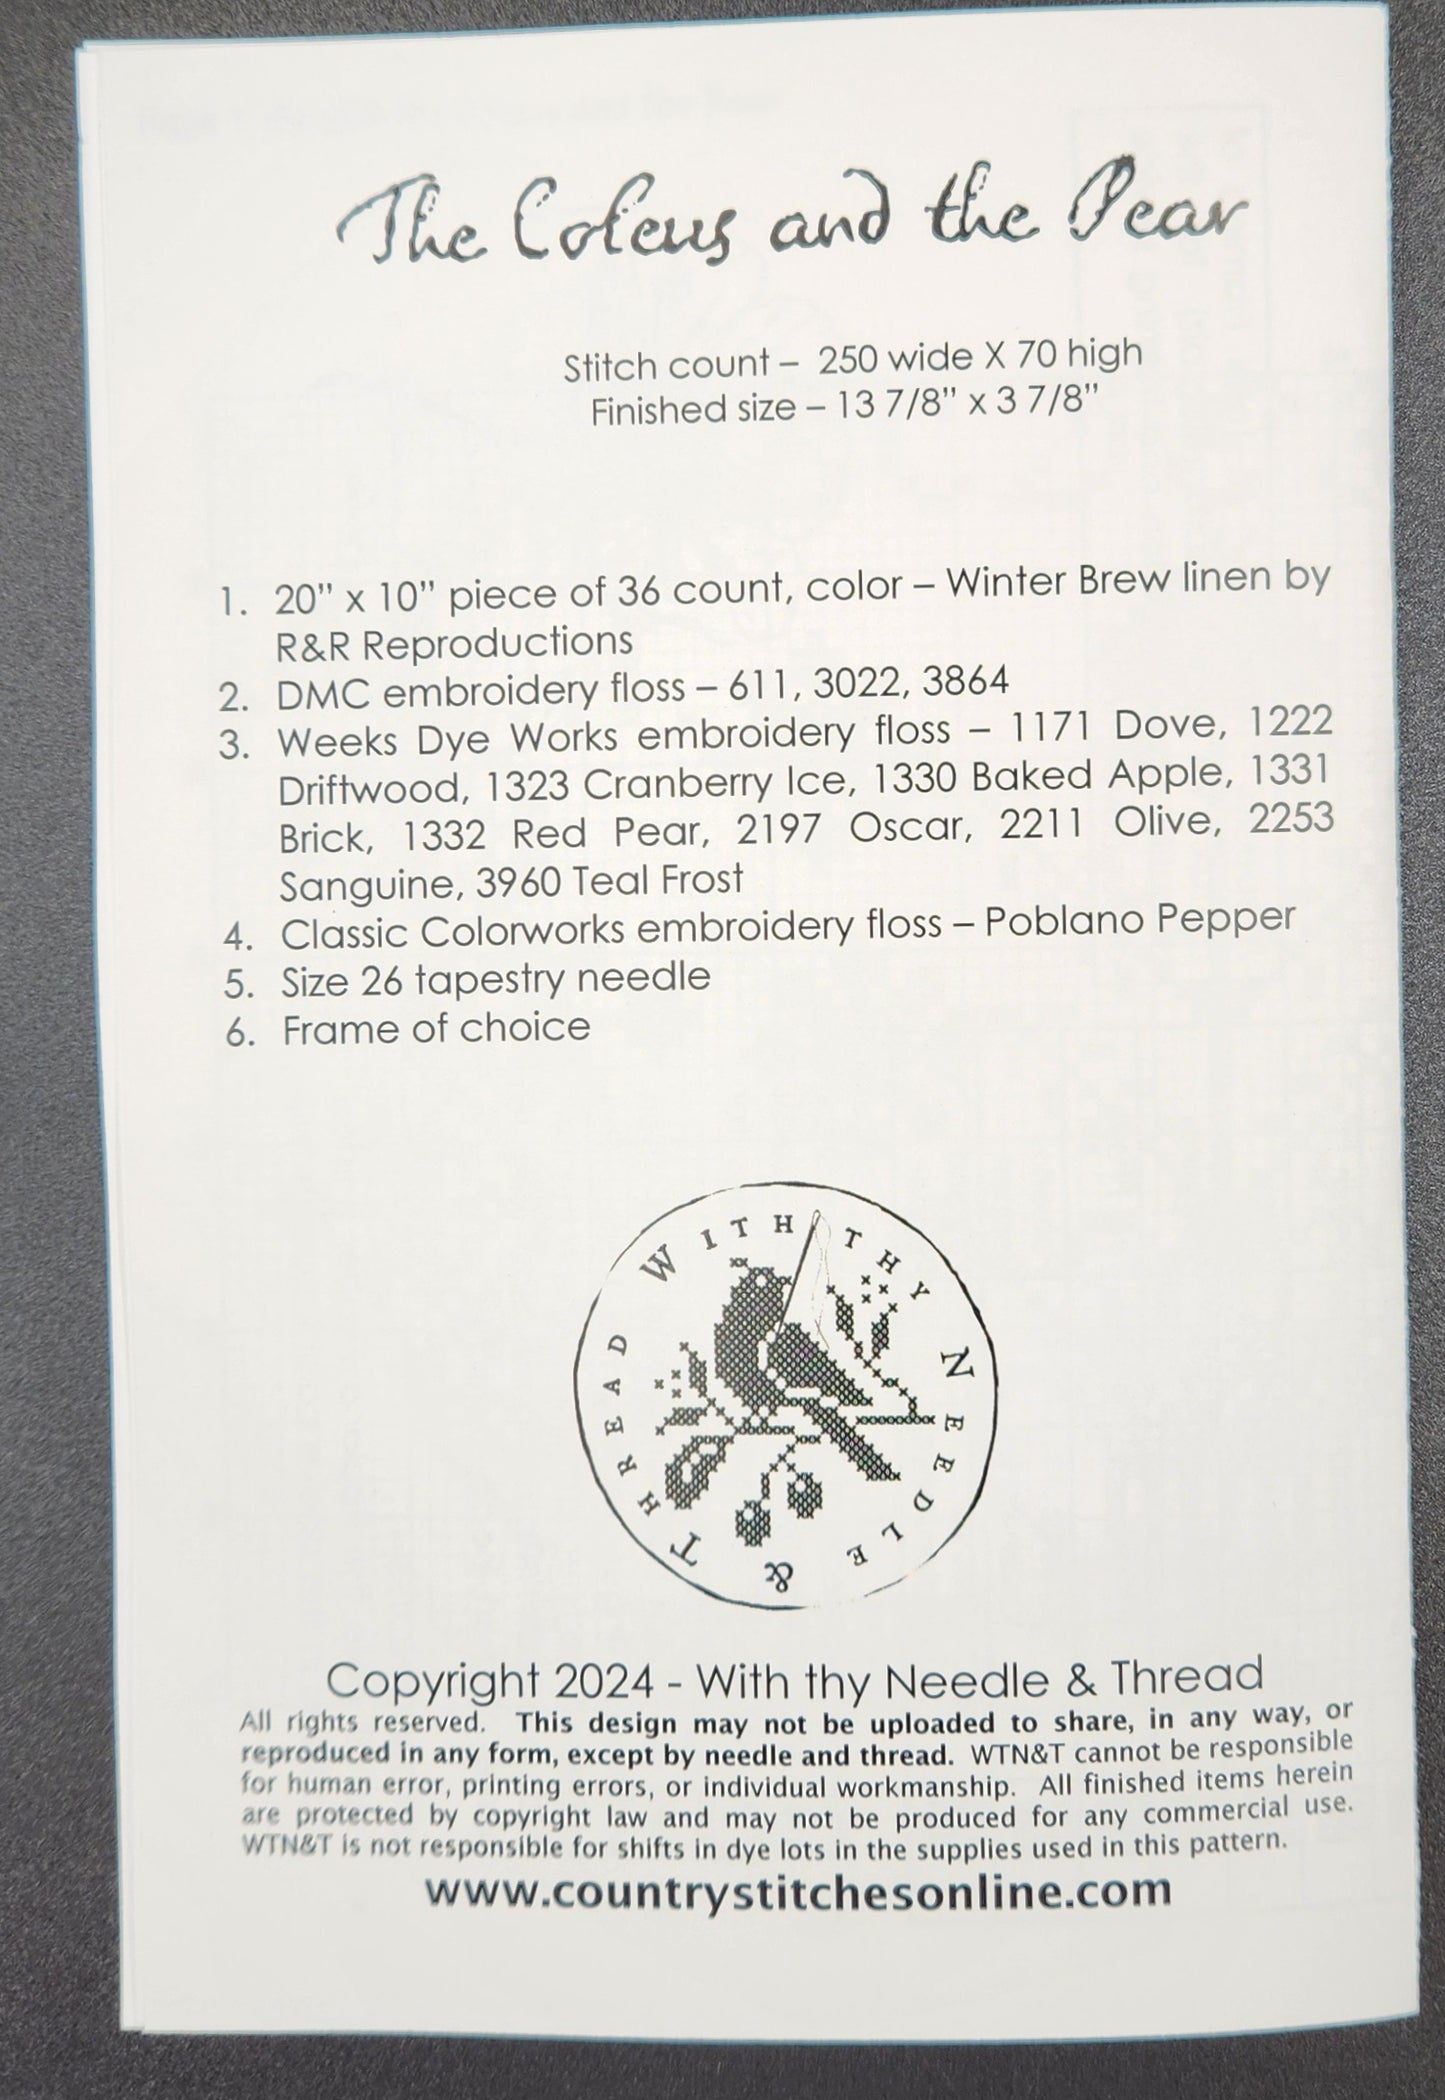 The Coleus and the Pear
Stitch count – 250 wide X 70 high
Finished size – 13 7/8" x 3 7/8"
1. 20" x 10" piece of 36 count, color – Winter Brew linen by
R&R Reproductions
2. DMC embroidery floss – 611, 3022, 3864
3. Weeks Dye Works embroidery floss – 1171 Dove, 1222
Driftwood, 1323 Cranberry Ice, 1330 Baked Apple, 1331
Brick, 1332 Red Pear, 2197 Oscar, 2211 Olive, 2253
Sanguine, 3960 Teal Frost
4. Classic Colorworks embroidery floss – Poblano Pepper
5. Size 26 tapestry needle
6. Frame of choice
WITH THY NEEDLE & THREAD
Copyright 2024 - With thy Needle & Thread
All rights reserved. This design may not be uploaded to share, in any way, or
reproduced in any form, except by needle and thread. WTN&T cannot be responsible
for human error, printing errors, or individual workmanship. All finished items herein
are protected by copyright law and may not be produced for any commercial use.
WTN&T is not responsible for shifts in dye lots in the supplies used in this pattern.
www.countrystitchesonline.com